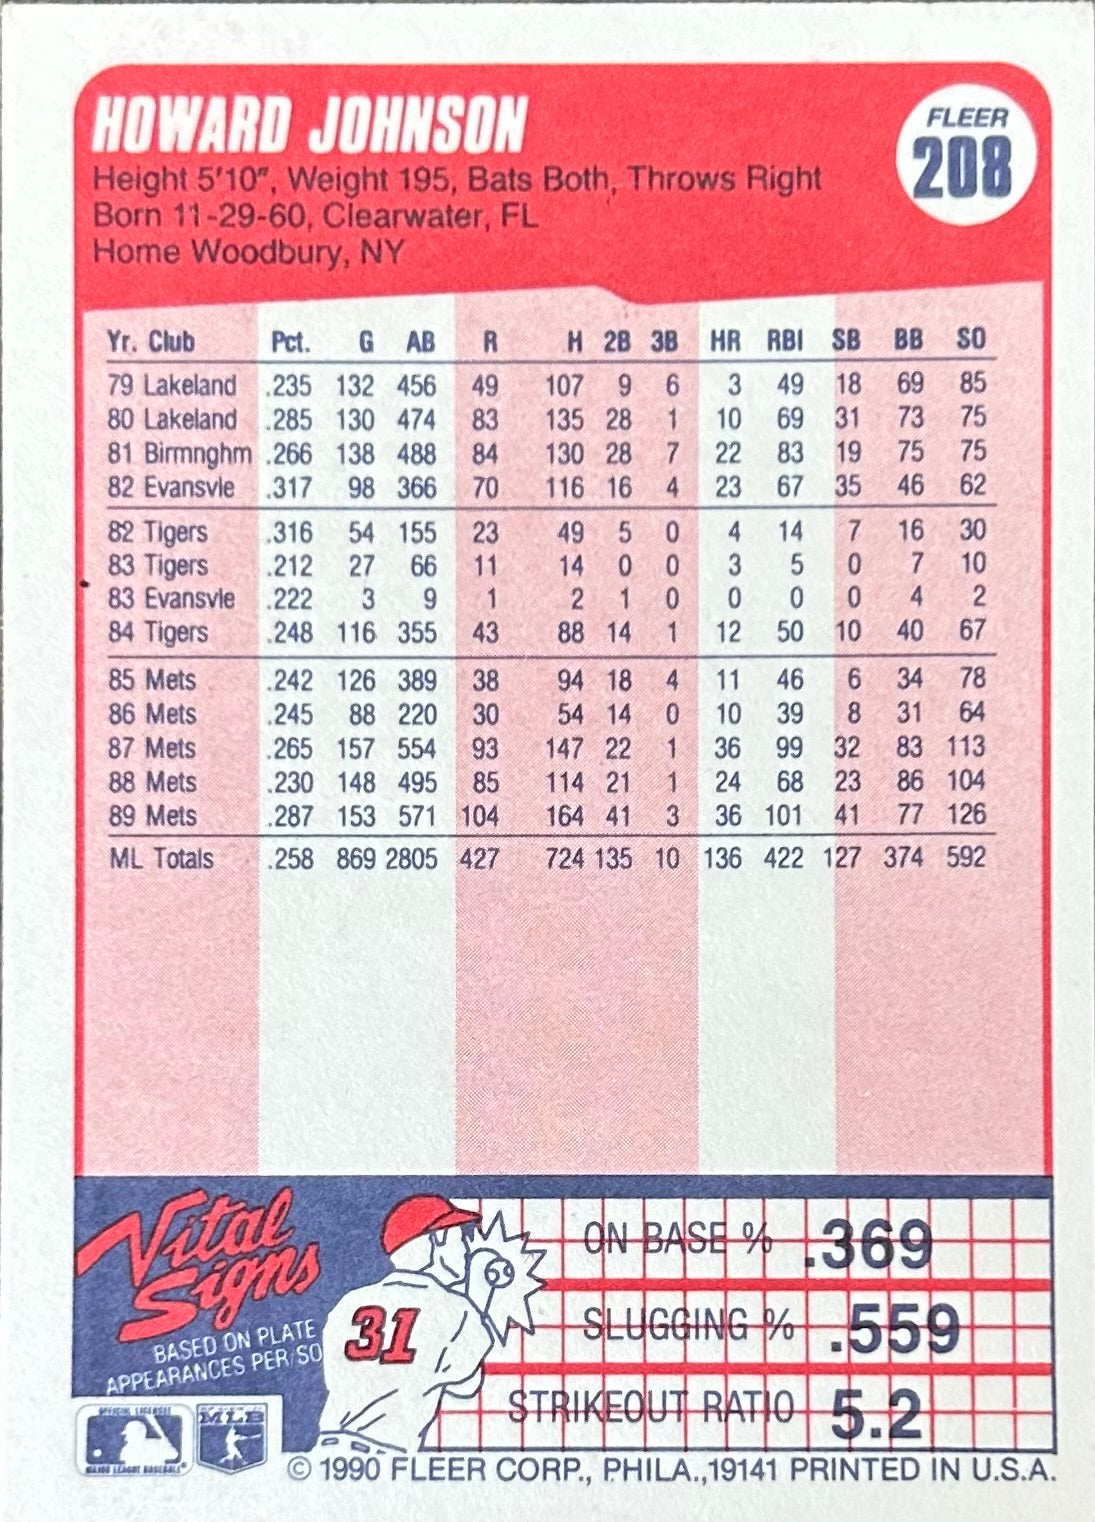 HOWARD JOHNSON
FLEER
208
Height 5'10", Weight 195, Bats Both, Throws Right
Born 11-29-60, Clearwater, FL
Home Woodbury, NY
Yr. Club Pct. G AB R H 2B 3B HR RBI SB BB SO
79 Lakeland .235 132 456 49 107 9 6 3 49 18 69 85
80 Lakeland .285 130 474 83 135 28 1 10 69 31 73 75
81 Birmnghm .266 138 488 84 130 28 7 22 83 19 75 75
82 Evansvle .317 98 366 70 116 16 4 23 67 35 46 62
82 Tigers .316 54 155 23 49 5 0 4 14 7 16 30
83 Tigers .212 27 66 11 14 0 0 3 5 0 7 10
83 Evansvle .222 3 9 1 2 1 0 0 0 0 4 2
84 Tigers .248 116 355 43 88 14 1 12 50 10 40 67
85 Mets .242 126 389 38 94 18 4 11 46 6 34 78
86 Mets .245 88 220 30 54 14 0 10 39 8 31 64
87 Mets .265 157 554 93 147 22 1 36 99 32 83 113
88 Mets .230 148 495 85 114 21 1 24 68 23 86 104
89 Mets .287 153 571 104 164 41 3 36 101 41 77 126
ML Totals .258 869 2805 427 724 135 10 136 422 127 374 592
Vital
Signs
BASED ON PLATE
APPEARANCES PER/SO
31
ON BASE % .369
SLUGGING % .559
STRIKEOUT RATIO 5.2
OFFICIAL LICENSEE
MAJOR LEAGUE BASEBALL
MLB
© 1990 FLEER CORP., PHILA.,19141 PRINTED IN U.S.A.